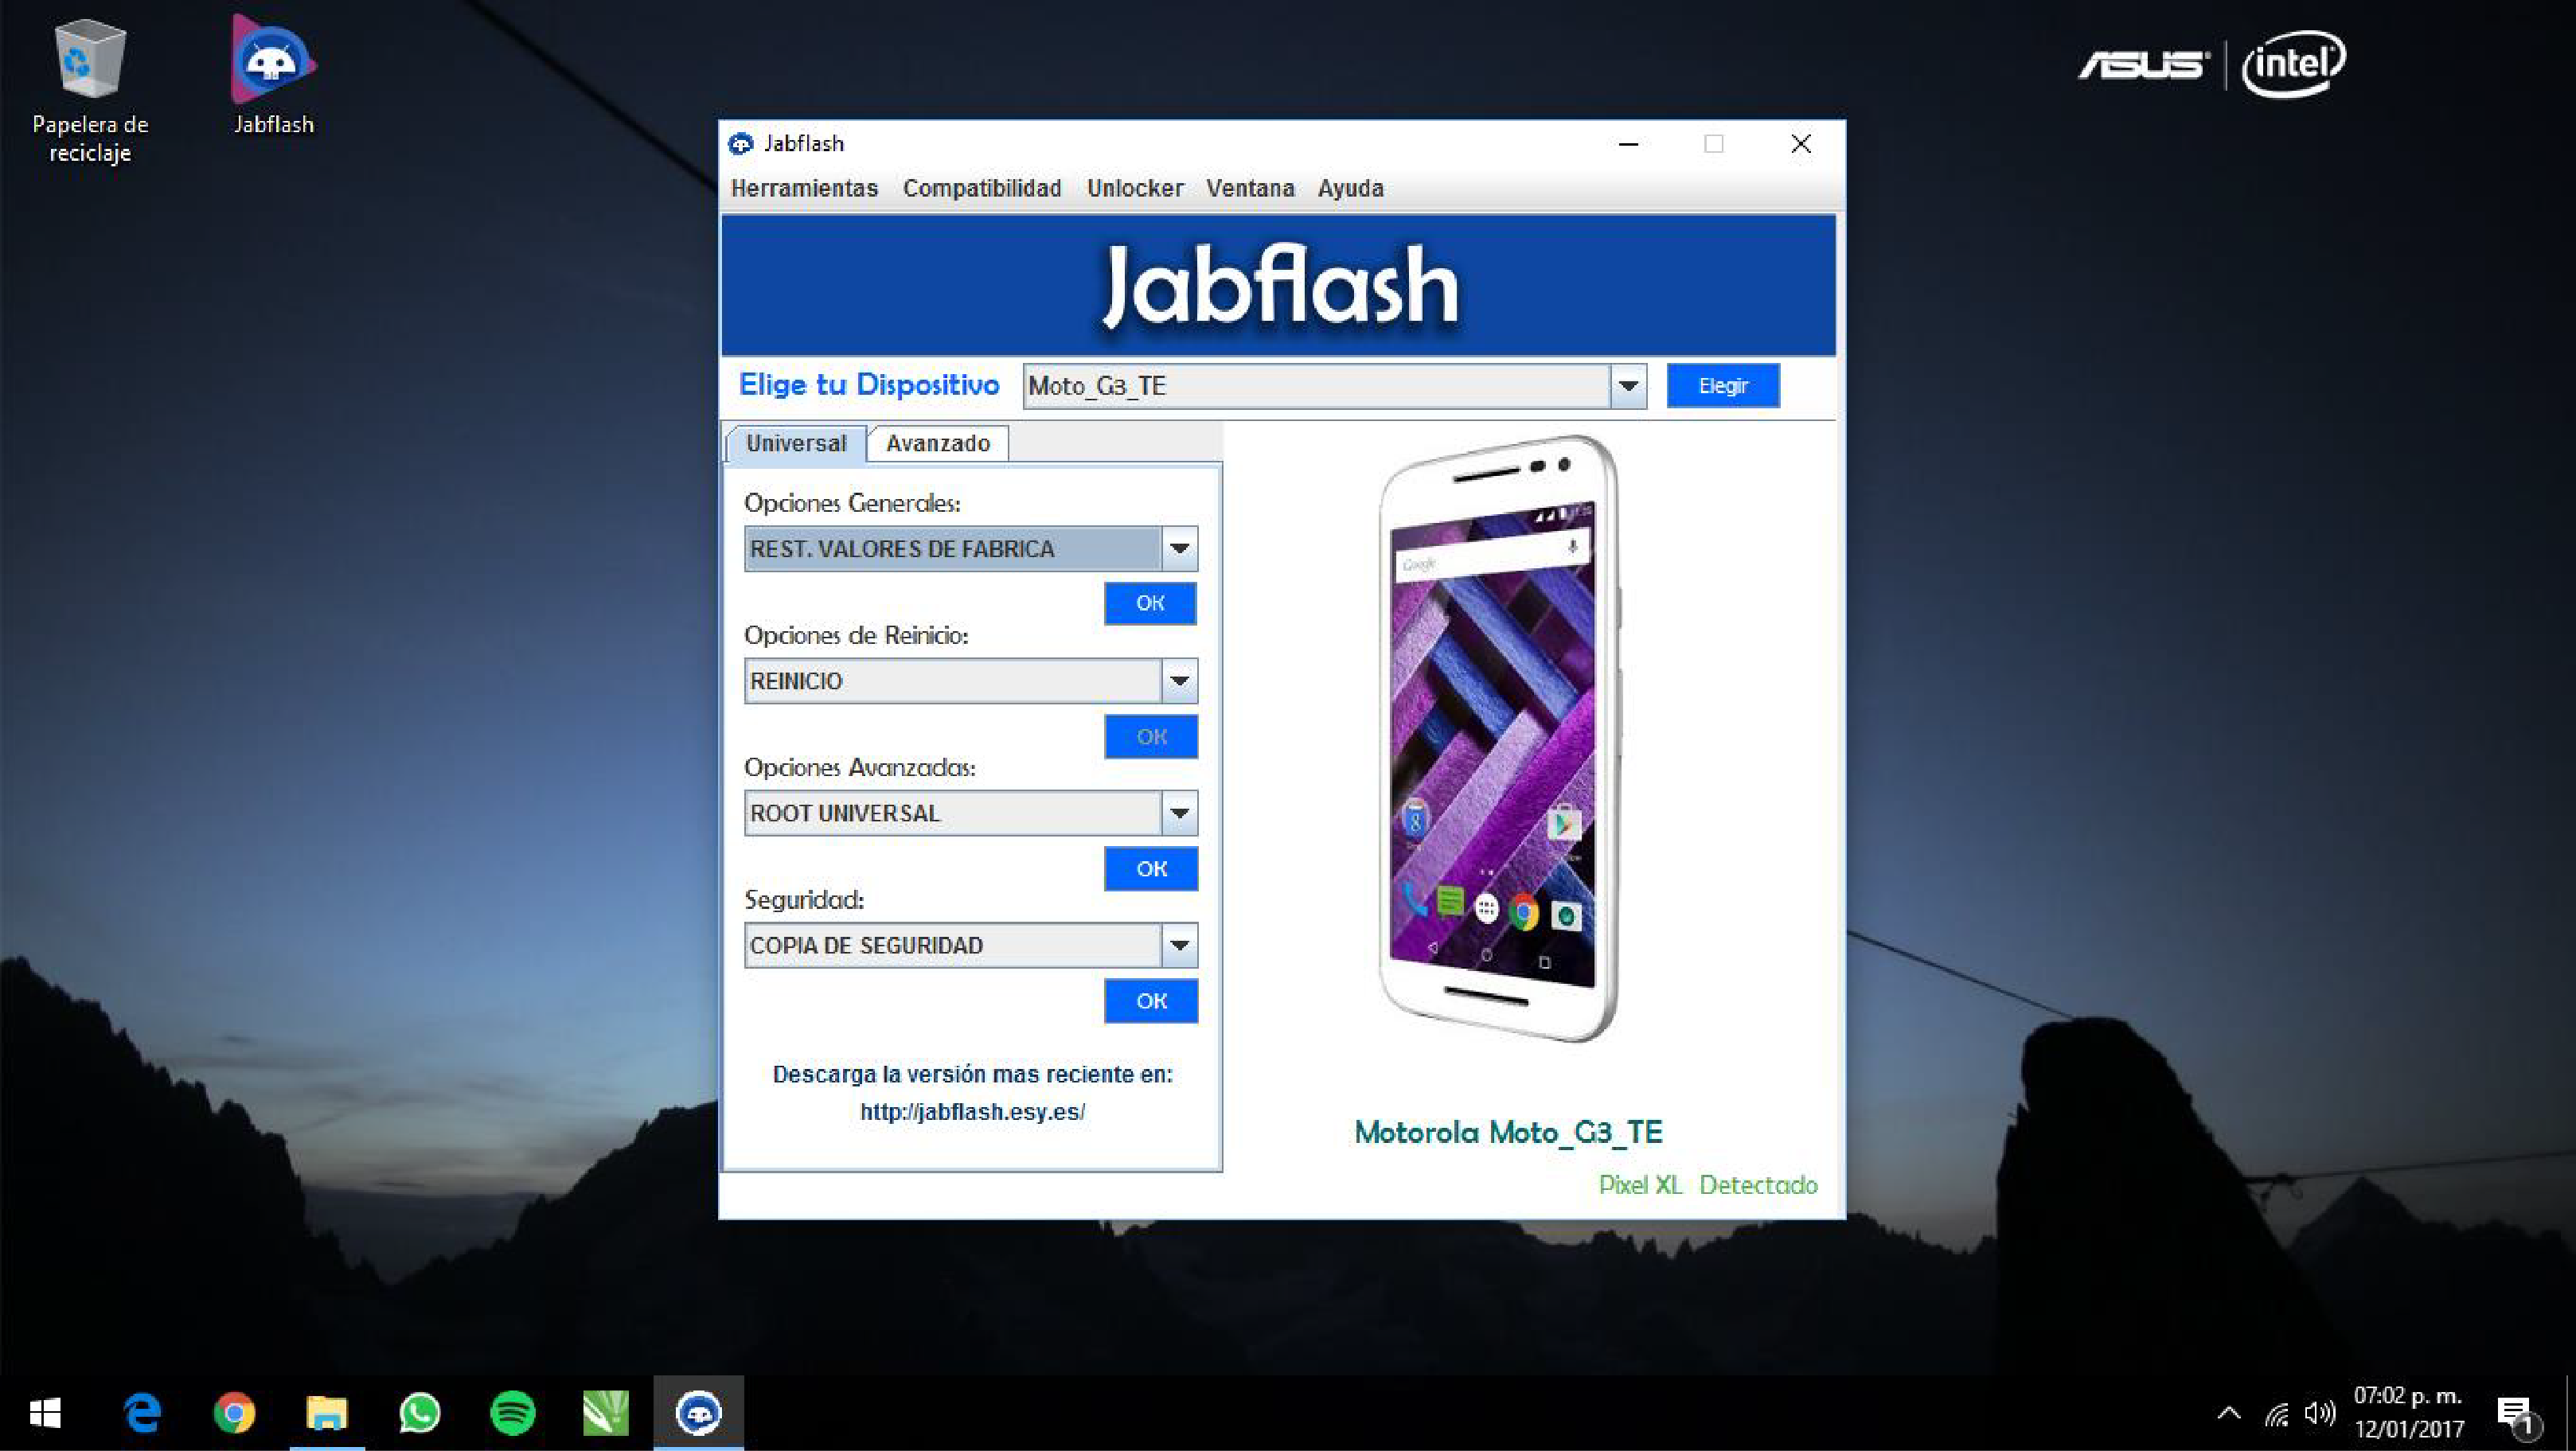 Papelera de
reciclaje
Jabflash
ASUS
intel
Jabflash
Herramientas Compatibilidad Unlocker Ventana Ayuda
Jabflash
Elige tu Dispositivo Moto_G3_TE Elegir
Universal Avanzado
Opciones Generales:
REST. VALORES DE FABRICA
OK
Opciones de Reinicio:
REINICIO
OK
Opciones Avanzadas:
ROOT UNIVERSAL
OK
Seguridad:
COPIA DE SEGURIDAD
OK
Descarga la versión mas reciente en:
http://jabflash.esy.es/
Google
Motorola Moto_G3_TE
Pixel XL Detectado
07:02 p. m.
12/01/2017
1